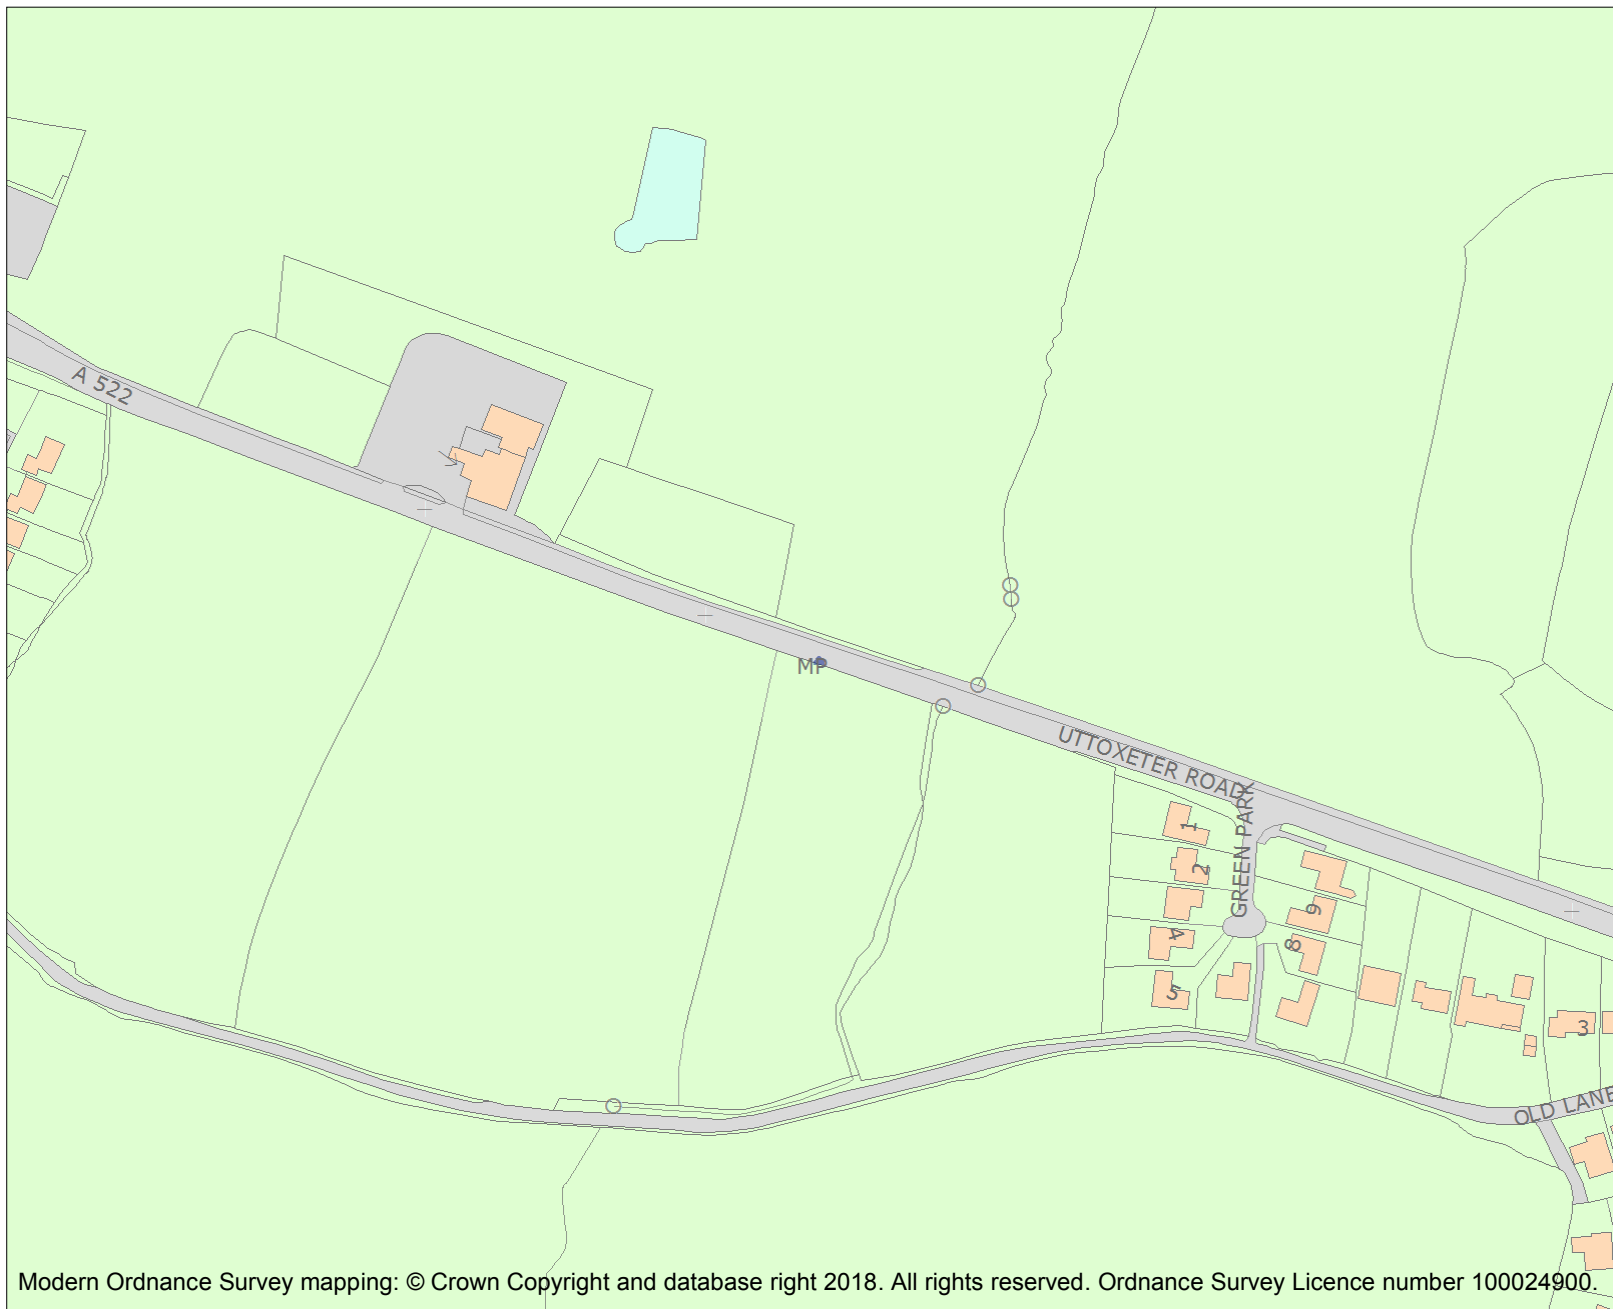 A 522
MP
UTTOXETER ROAD
GREEN PARK
1
2
4
5
9
8
3
OLD LANE
Modern Ordnance Survey mapping: © Crown Copyright and database right 2018. All rights reserved. Ordnance Survey Licence number 100024900.